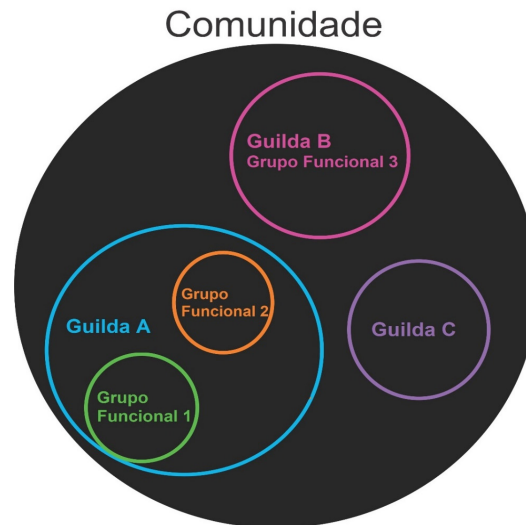 Comunidade
Guilda B
Grupo Funcional 3
Grupo
Funcional 2
Guilda A
Guilda C
Grupo
Funcional 1